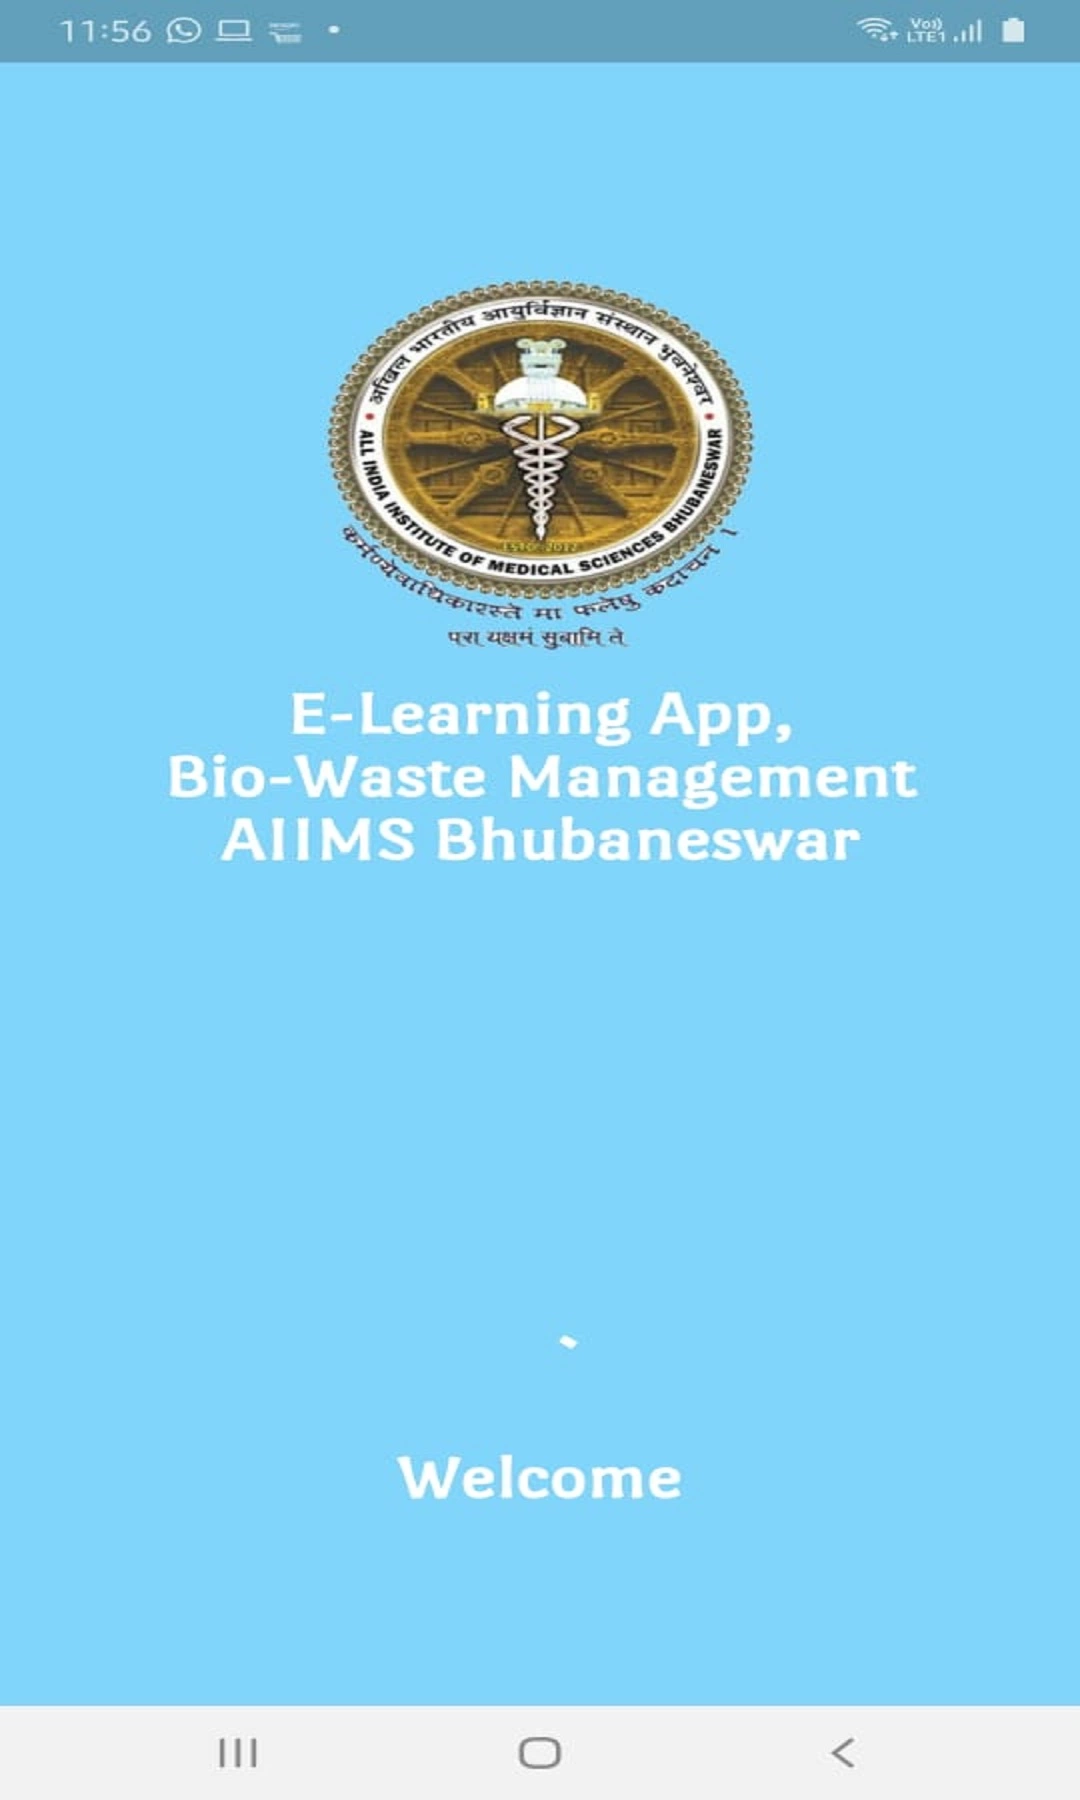 11:56
Vo)) LTE1
अखिल भारतीय आयुर्विज्ञान संस्थान भुवनेश्वर
ALL INDIA INSTITUTE OF MEDICAL SCIENCES BHUBANESWAR
ESTD 2012
कर्मण्येवाधिकारस्ते मा फलेषु कदाचन ।
परा यक्षमं सुबामि ते
E-Learning App,
Bio-Waste Management
AIIMS Bhubaneswar
Welcome